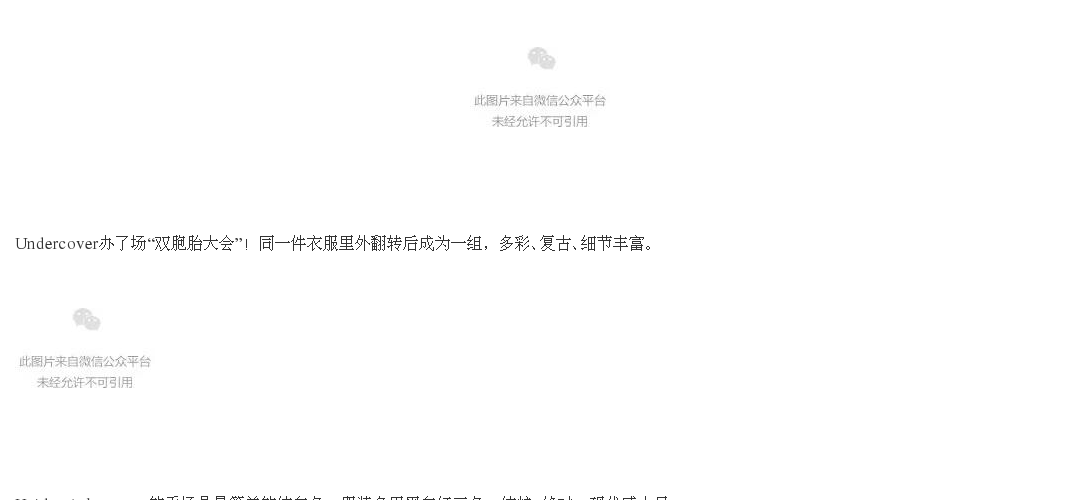 此图片来自微信公众平台
未经允许不可引用
Undercover办了场“双胞胎大会”！同一件衣服里外翻转后成为一组，多彩、复古、细节丰富。
此图片来自微信公众平台
未经允许不可引用